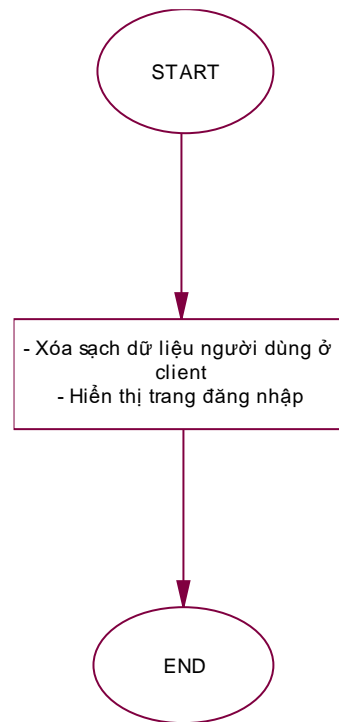 START
- Xóa sạch dữ liệu người dùng ở
client
- Hiển thị trang đăng nhập
END